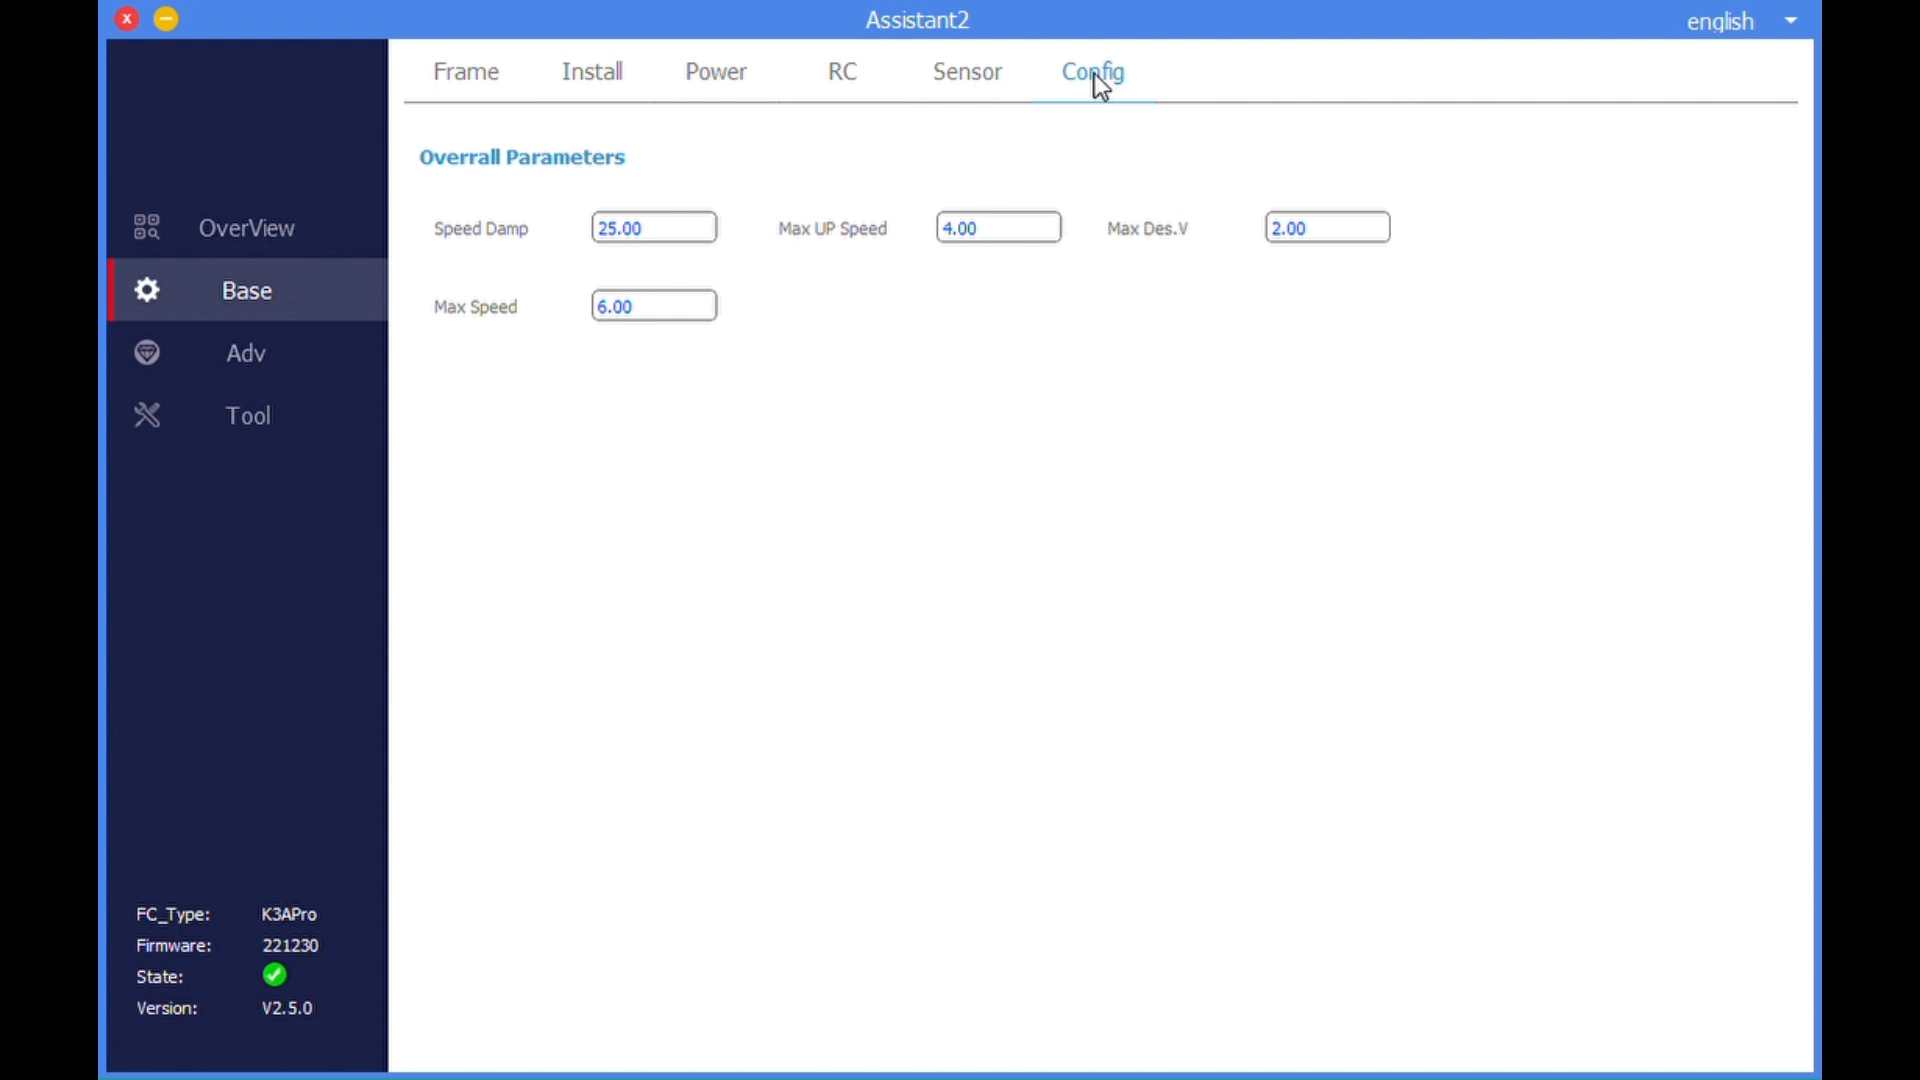 x
Assistant2
english
Frame Install Power RC Sensor Config
Overrall Parameters
Speed Damp 25.00 Max UP Speed 4.00 Max Des.V 2.00
Max Speed 6.00
OverView
Base
Adv
Tool
FC_Type: K3APro
Firmware: 221230
State:
Version: V2.5.0